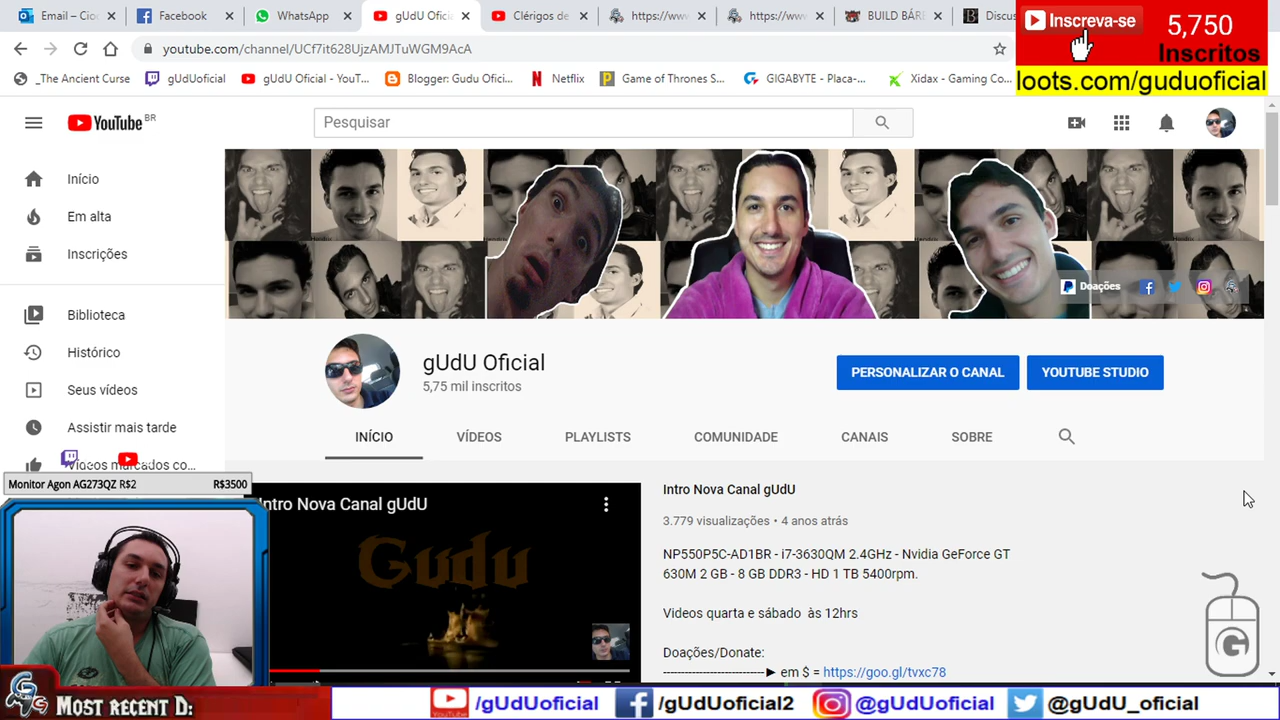 Email – Cio
Facebook
WhatsApp
gUdU Ofici
Clérigos de
https://www
https://www
BUILD BÁRE
Discus
Inscreva-se
5,750
Inscritos
loots.com/guduoficial
youtube.com/channel/UCf7it628UjzAMJTuWGM9AcA
_The Ancient Curse
gUdUoficial
gUdU Oficial - YouT...
Blogger: Gudu Ofici...
Netflix
Game of Thrones S...
GIGABYTE - Placa-...
Xidax - Gaming Co...
YouTube BR
Pesquisar
Início
Em alta
Inscrições
Biblioteca
Histórico
Seus vídeos
Assistir mais tarde
Vídeos marcados co...
Doações
gUdU Oficial
5,75 mil inscritos
PERSONALIZAR O CANAL
YOUTUBE STUDIO
INÍCIO
VÍDEOS
PLAYLISTS
COMUNIDADE
CANAIS
SOBRE
Monitor Agon AG273QZ R$2
R$3500
Intro Nova Canal gUdU
Gudu
Intro Nova Canal gUdU
3.779 visualizações • 4 anos atrás
NP550P5C-AD1BR - i7-3630QM 2.4GHz - Nvidia GeForce GT
630M 2 GB - 8 GB DDR3 - HD 1 TB 5400rpm.
Videos quarta e sábado às 12hrs
Doações/Donate:
--------------------------► em $ = https://goo.gl/tvxc78
Most recent D:
/gUdUoficial
/gUdUoficial2
@gUdUoficial
@gUdU_oficial